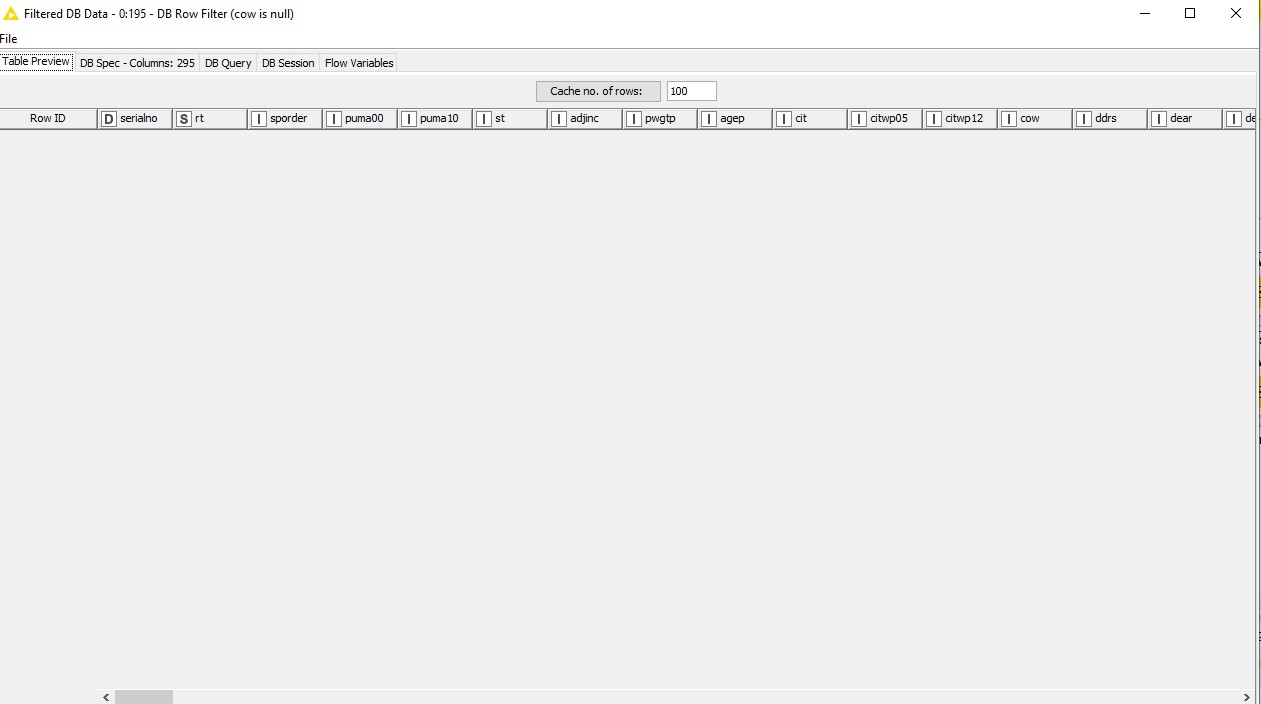 Filtered DB Data - 0:195 - DB Row Filter (cow is null)
File
Table Preview DB Spec - Columns: 295 DB Query DB Session Flow Variables
Cache no. of rows: 100
Row ID D serialno S rt I sporder I puma00 I puma10 I st I adjinc I pwgtp I agep I cit I citwp05 I citwp12 I cow I ddrs I dear I de